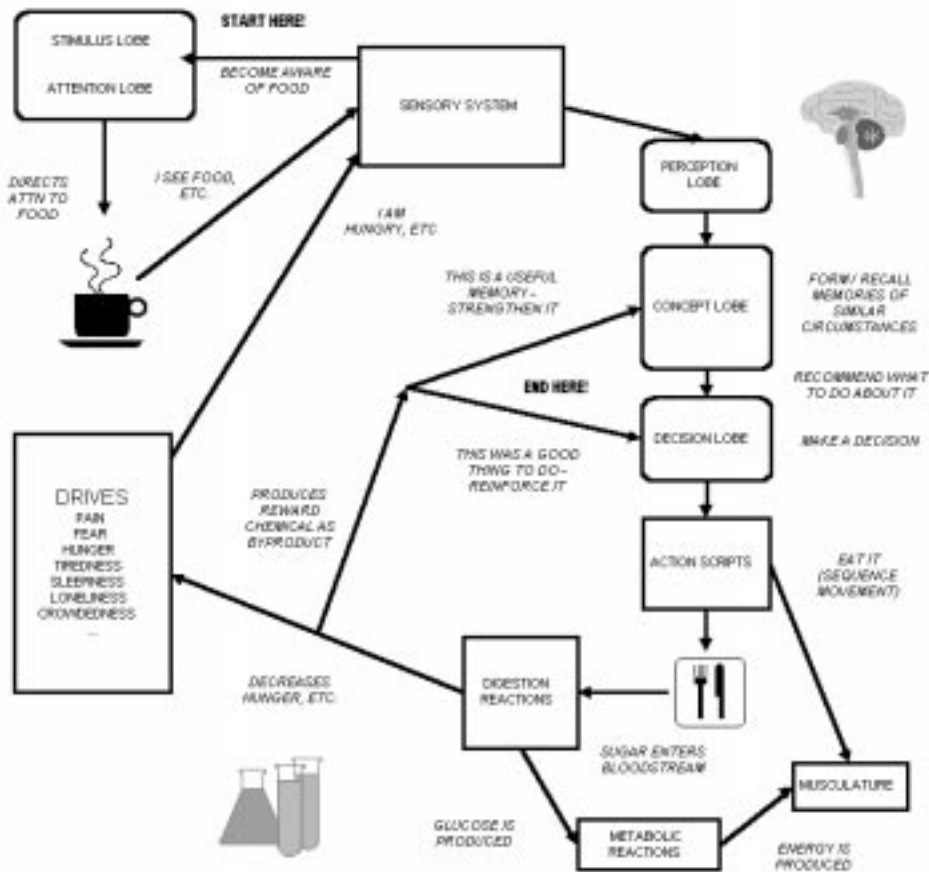 START HERE!
STIMULUS LOBE
ATTENTION LOBE
BECOME AWARE
OF FOOD
SENSORY SYSTEM
PERCEPTION
LOBE
DIRECTS
ATTN TO
FOOD
I SEE FOOD,
ETC.
I AM
HUNGRY, ETC
THIS IS A USEFUL
MEMORY -
STRENGTHEN IT
CONCEPT LOBE
FORM / RECALL
MEMORIES OF
SIMILAR
CIRCUMSTANCES
RECOMMEND WHAT
TO DO ABOUT IT
END HERE!
DECISION LOBE
MAKE A DECISION
THIS WAS A GOOD
THING TO DO -
REINFORCE IT
DRIVES
PAIN
FEAR
HUNGER
TIREDNESS
SLEEPINESS
LONELINESS
CROWDEDNESS
...
PRODUCES
REWARD
CHEMICAL AS
BYPRODUCT
ACTION SCRIPTS
EAT IT
(SEQUENCE
MOVEMENT)
DECREASES
HUNGER, ETC.
DIGESTION
REACTIONS
SUGAR ENTERS
BLOODSTREAM
MUSCULATURE
GLUCOSE IS
PRODUCED
METABOLIC
REACTIONS
ENERGY IS
PRODUCED